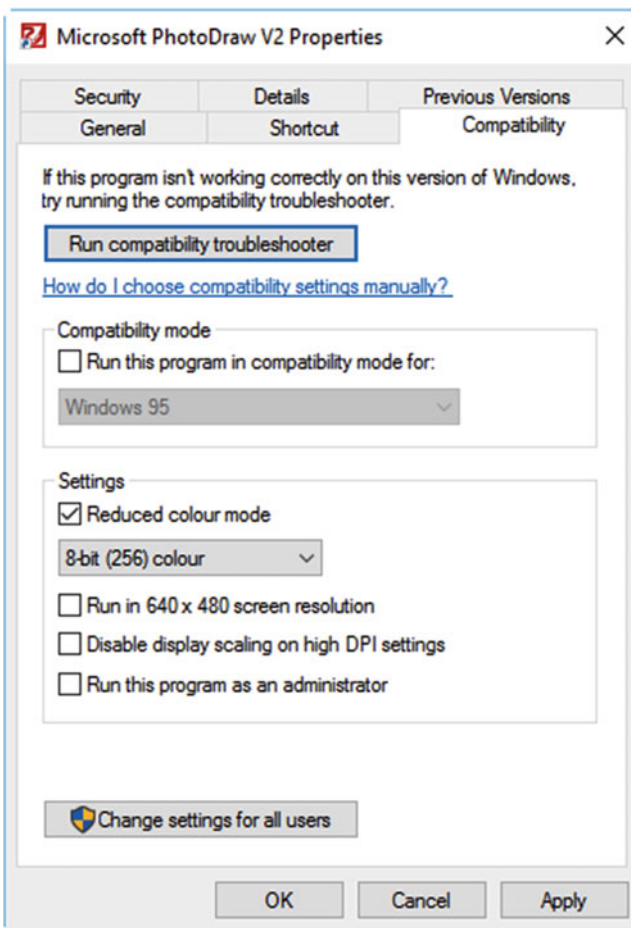 Microsoft PhotoDraw V2 Properties
Security Details Previous Versions
General Shortcut Compatibility
If this program isn't working correctly on this version of Windows,
try running the compatibility troubleshooter.
Run compatibility troubleshooter
How do I choose compatibility settings manually?
Compatibility mode
Run this program in compatibility mode for:
Windows 95
Settings
Reduced colour mode
8-bit (256) colour
Run in 640 x 480 screen resolution
Disable display scaling on high DPI settings
Run this program as an administrator
Change settings for all users
OK Cancel Apply